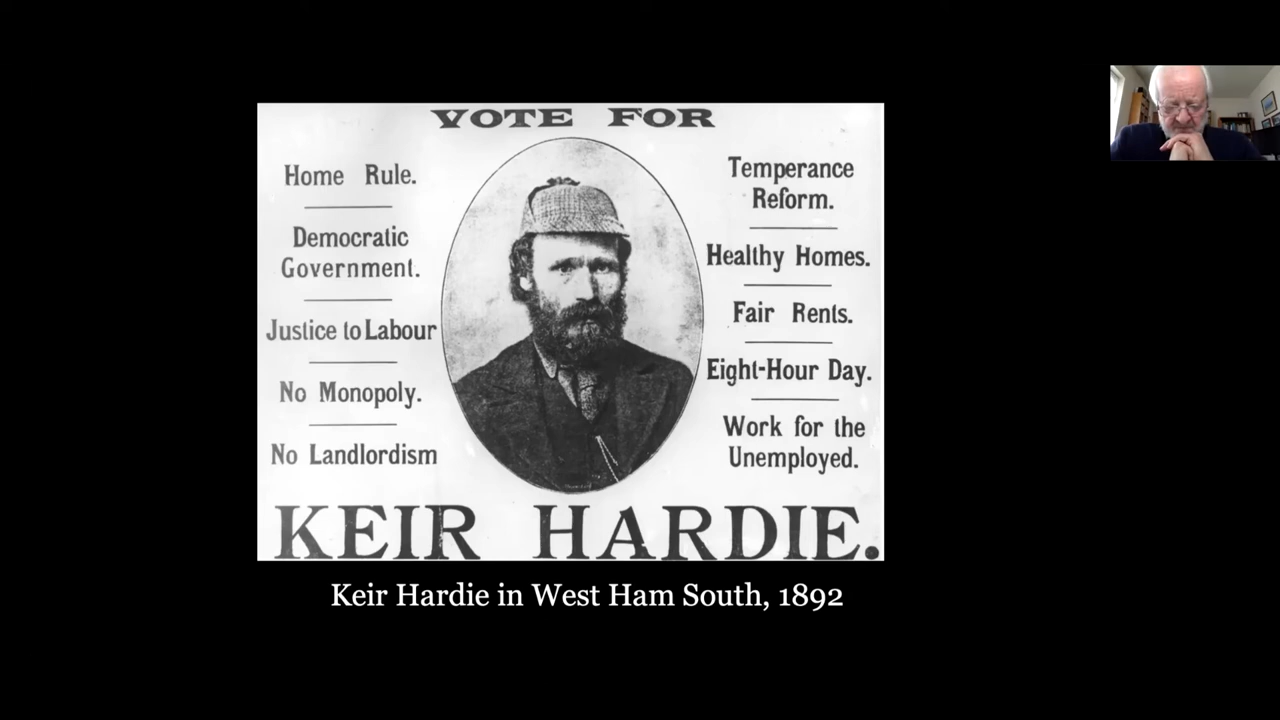 VOTE FOR
Home Rule.
Democratic
Government.
Justice to Labour
No Monopoly.
No Landlordism
Temperance
Reform.
Healthy Homes.
Fair Rents.
Eight-Hour Day.
Work for the
Unemployed.
KEIR HARDIE.
Keir Hardie in West Ham South, 1892